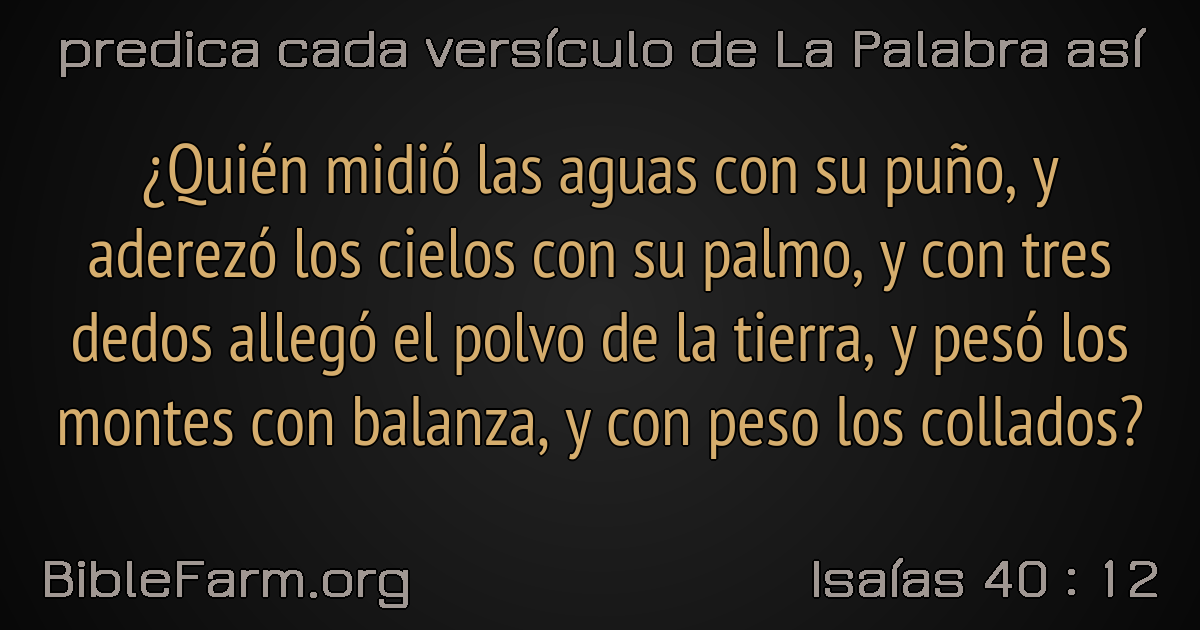 predica cada versículo de La Palabra así
¿Quién midió las aguas con su puño, y
aderezó los cielos con su palmo, y con tres
dedos allegó el polvo de la tierra, y pesó los
montes con balanza, y con peso los collados?
BibleFarm.org
Isaías 40 : 12